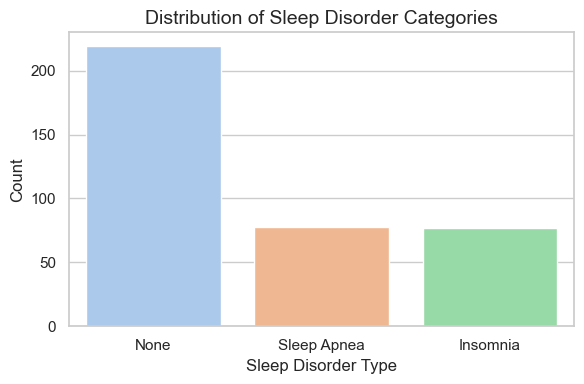 Distribution of Sleep Disorder Categories
Count
200
150
100
50
0
None Sleep Apnea Insomnia
Sleep Disorder Type